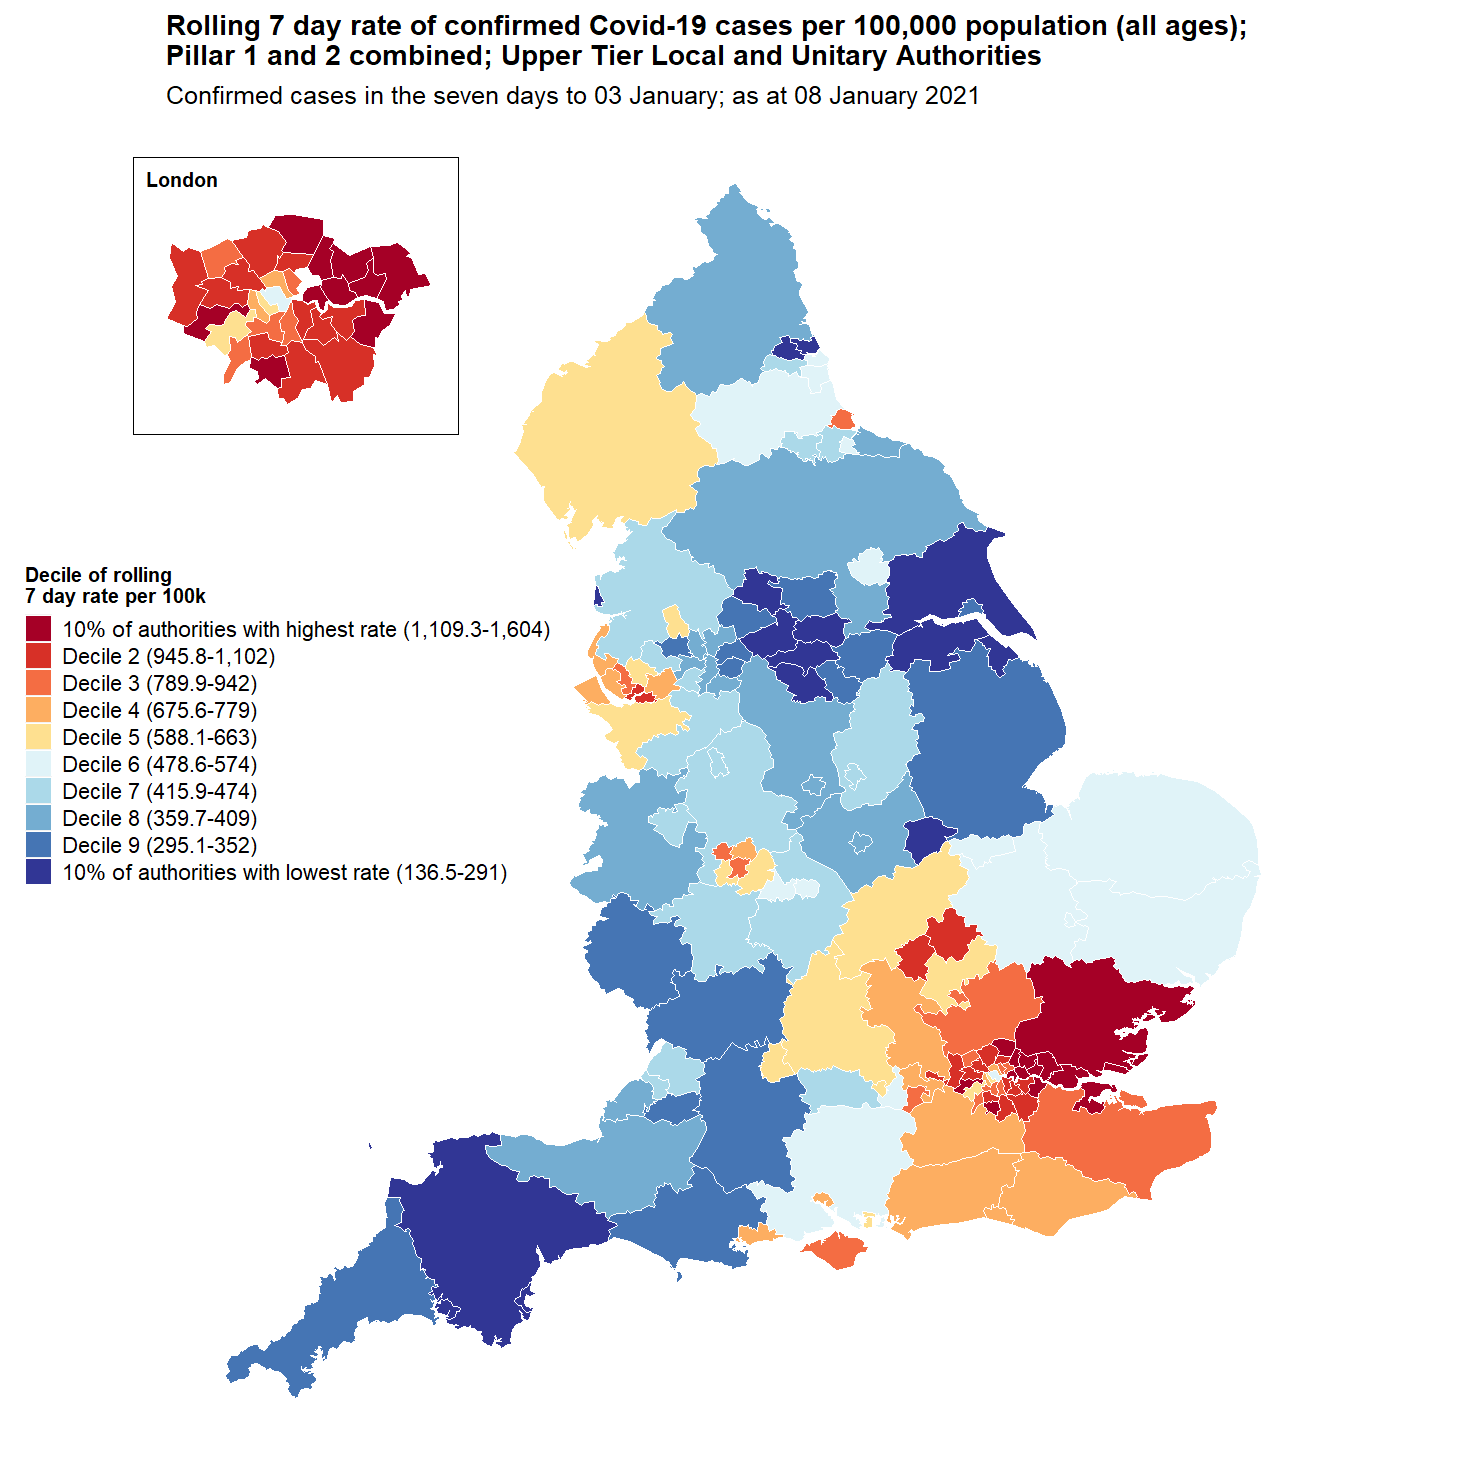 Rolling 7 day rate of confirmed Covid-19 cases per 100,000 population (all ages);
Pillar 1 and 2 combined; Upper Tier Local and Unitary Authorities
Confirmed cases in the seven days to 03 January; as at 08 January 2021
London
Decile of rolling
7 day rate per 100k
10% of authorities with highest rate (1,109.3-1,604)
Decile 2 (945.8-1,102)
Decile 3 (789.9-942)
Decile 4 (675.6-779)
Decile 5 (588.1-663)
Decile 6 (478.6-574)
Decile 7 (415.9-474)
Decile 8 (359.7-409)
Decile 9 (295.1-352)
10% of authorities with lowest rate (136.5-291)